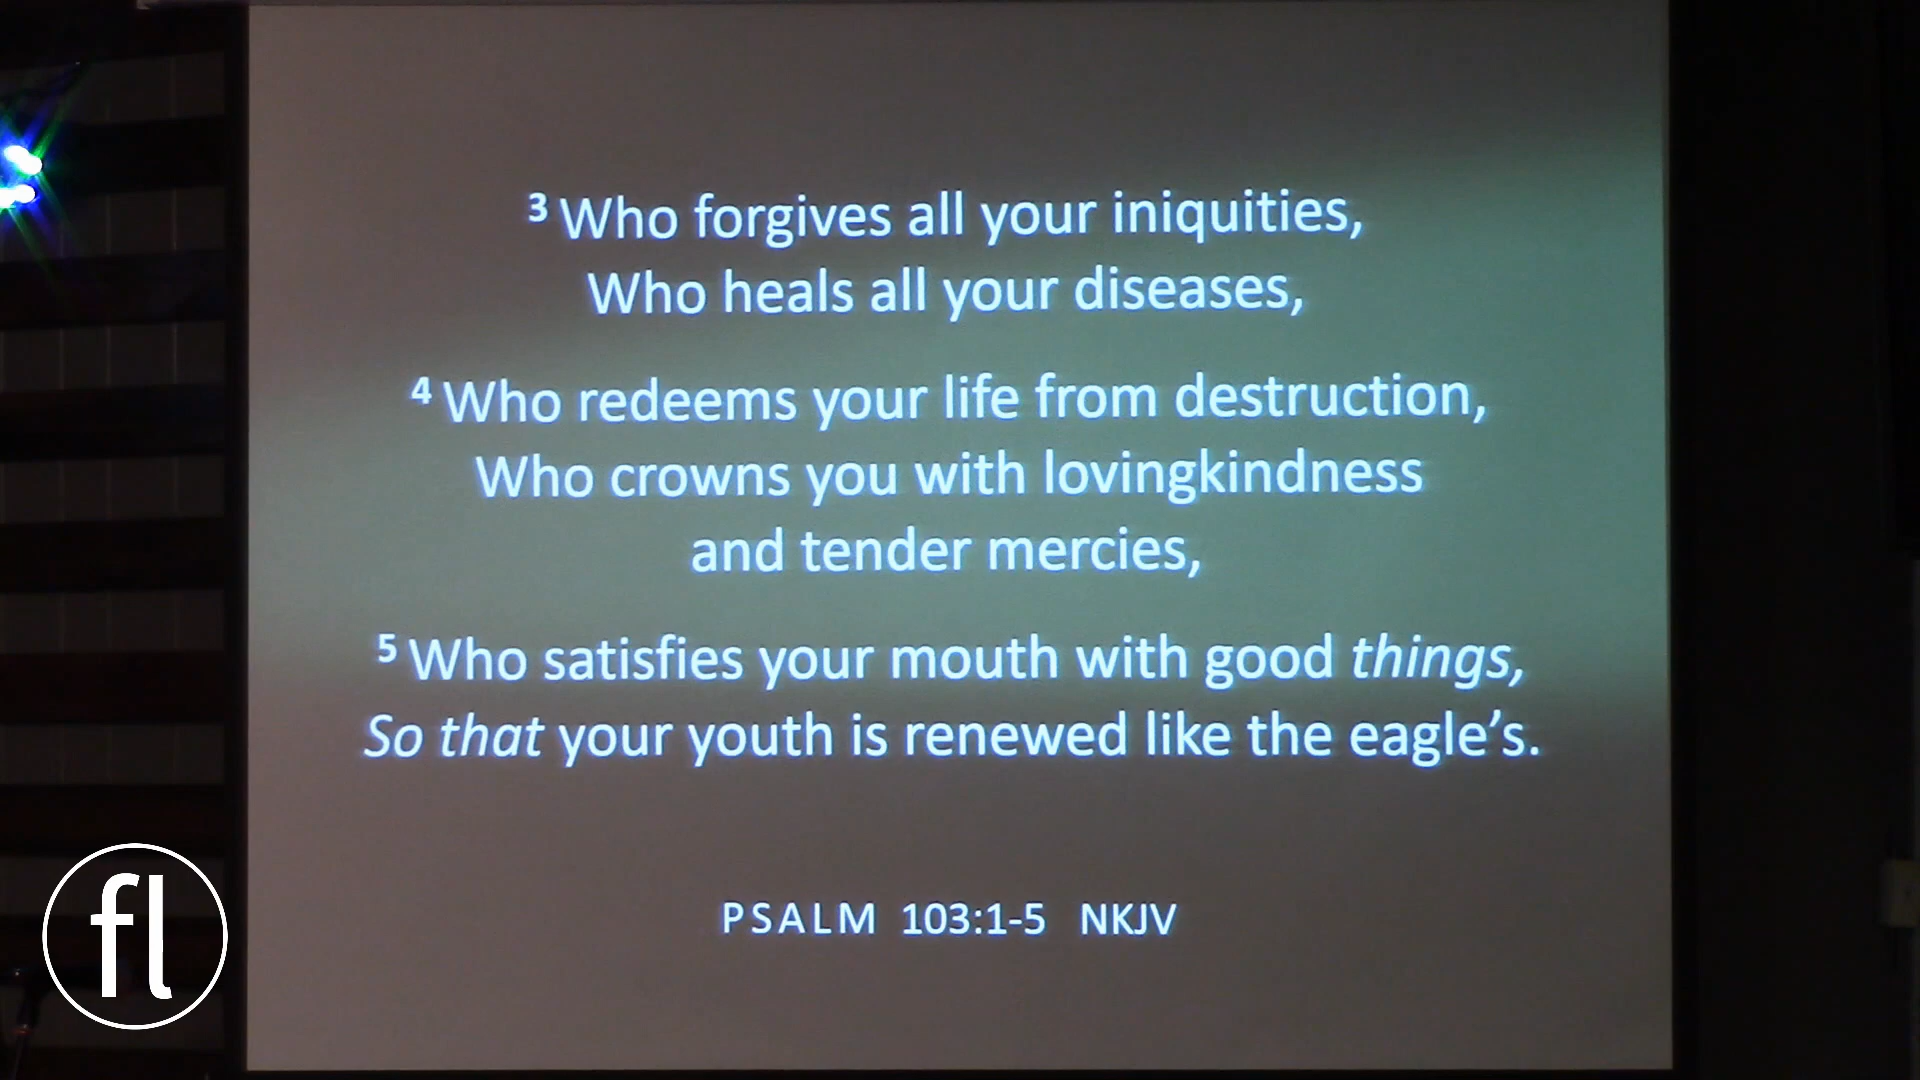 3 Who forgives all your iniquities,
Who heals all your diseases,
4 Who redeems your life from destruction,
Who crowns you with lovingkindness
and tender mercies,
5 Who satisfies your mouth with good things,
So that your youth is renewed like the eagle’s.
PSALM 103:1-5 NKJV
fl